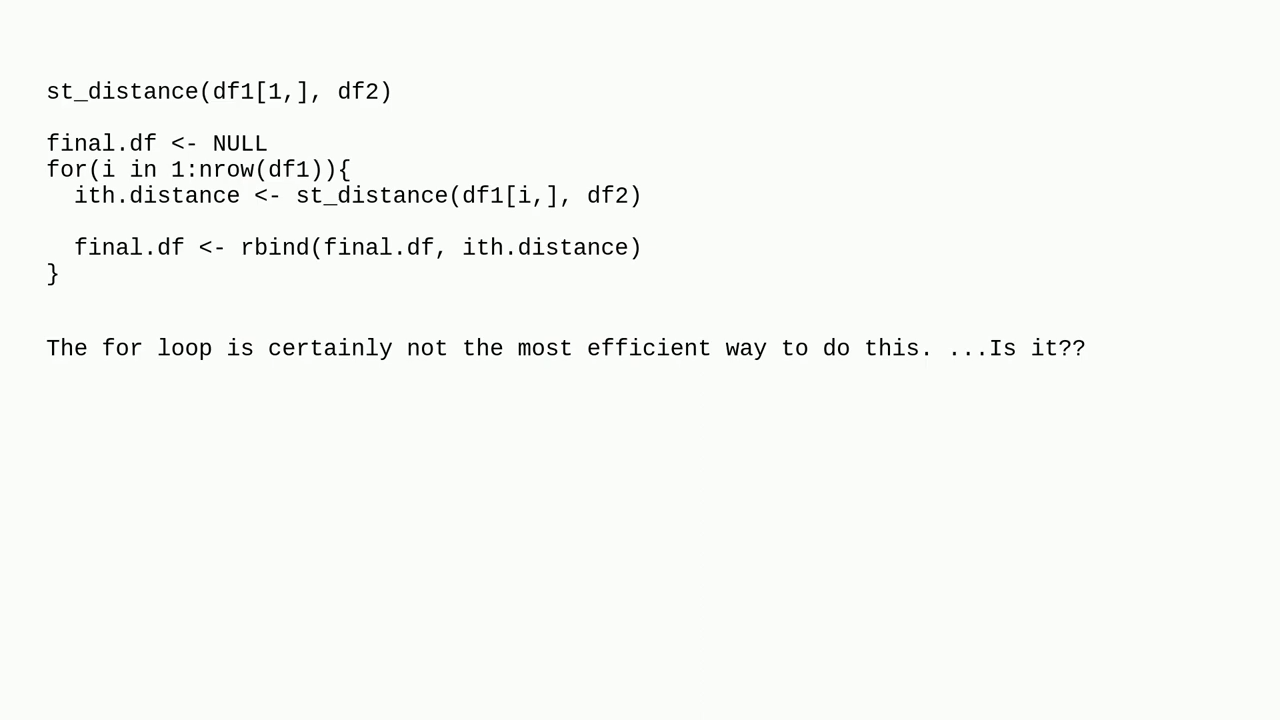 st_distance(df1[1,], df2)
final.df <- NULL
for(i in 1:nrow(df1)){
  ith.distance <- st_distance(df1[i,], df2)
  final.df <- rbind(final.df, ith.distance)
}
The for loop is certainly not the most efficient way to do this. ...Is it??